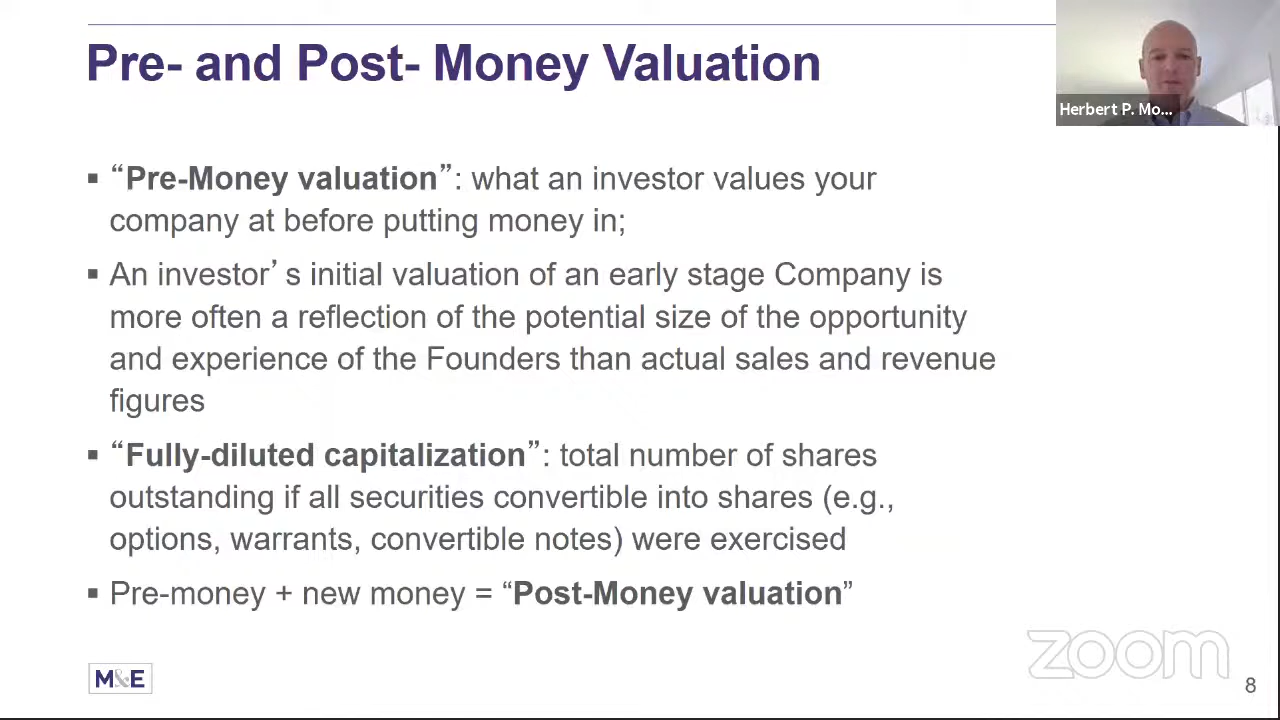 Pre- and Post- Money Valuation
Herbert P. Mo...
▪ “Pre-Money valuation”: what an investor values your
company at before putting money in;
▪ An investor’s initial valuation of an early stage Company is
more often a reflection of the potential size of the opportunity
and experience of the Founders than actual sales and revenue
figures
▪ “Fully-diluted capitalization”: total number of shares
outstanding if all securities convertible into shares (e.g.,
options, warrants, convertible notes) were exercised
▪ Pre-money + new money = “Post-Money valuation”
zoom
M&E
8